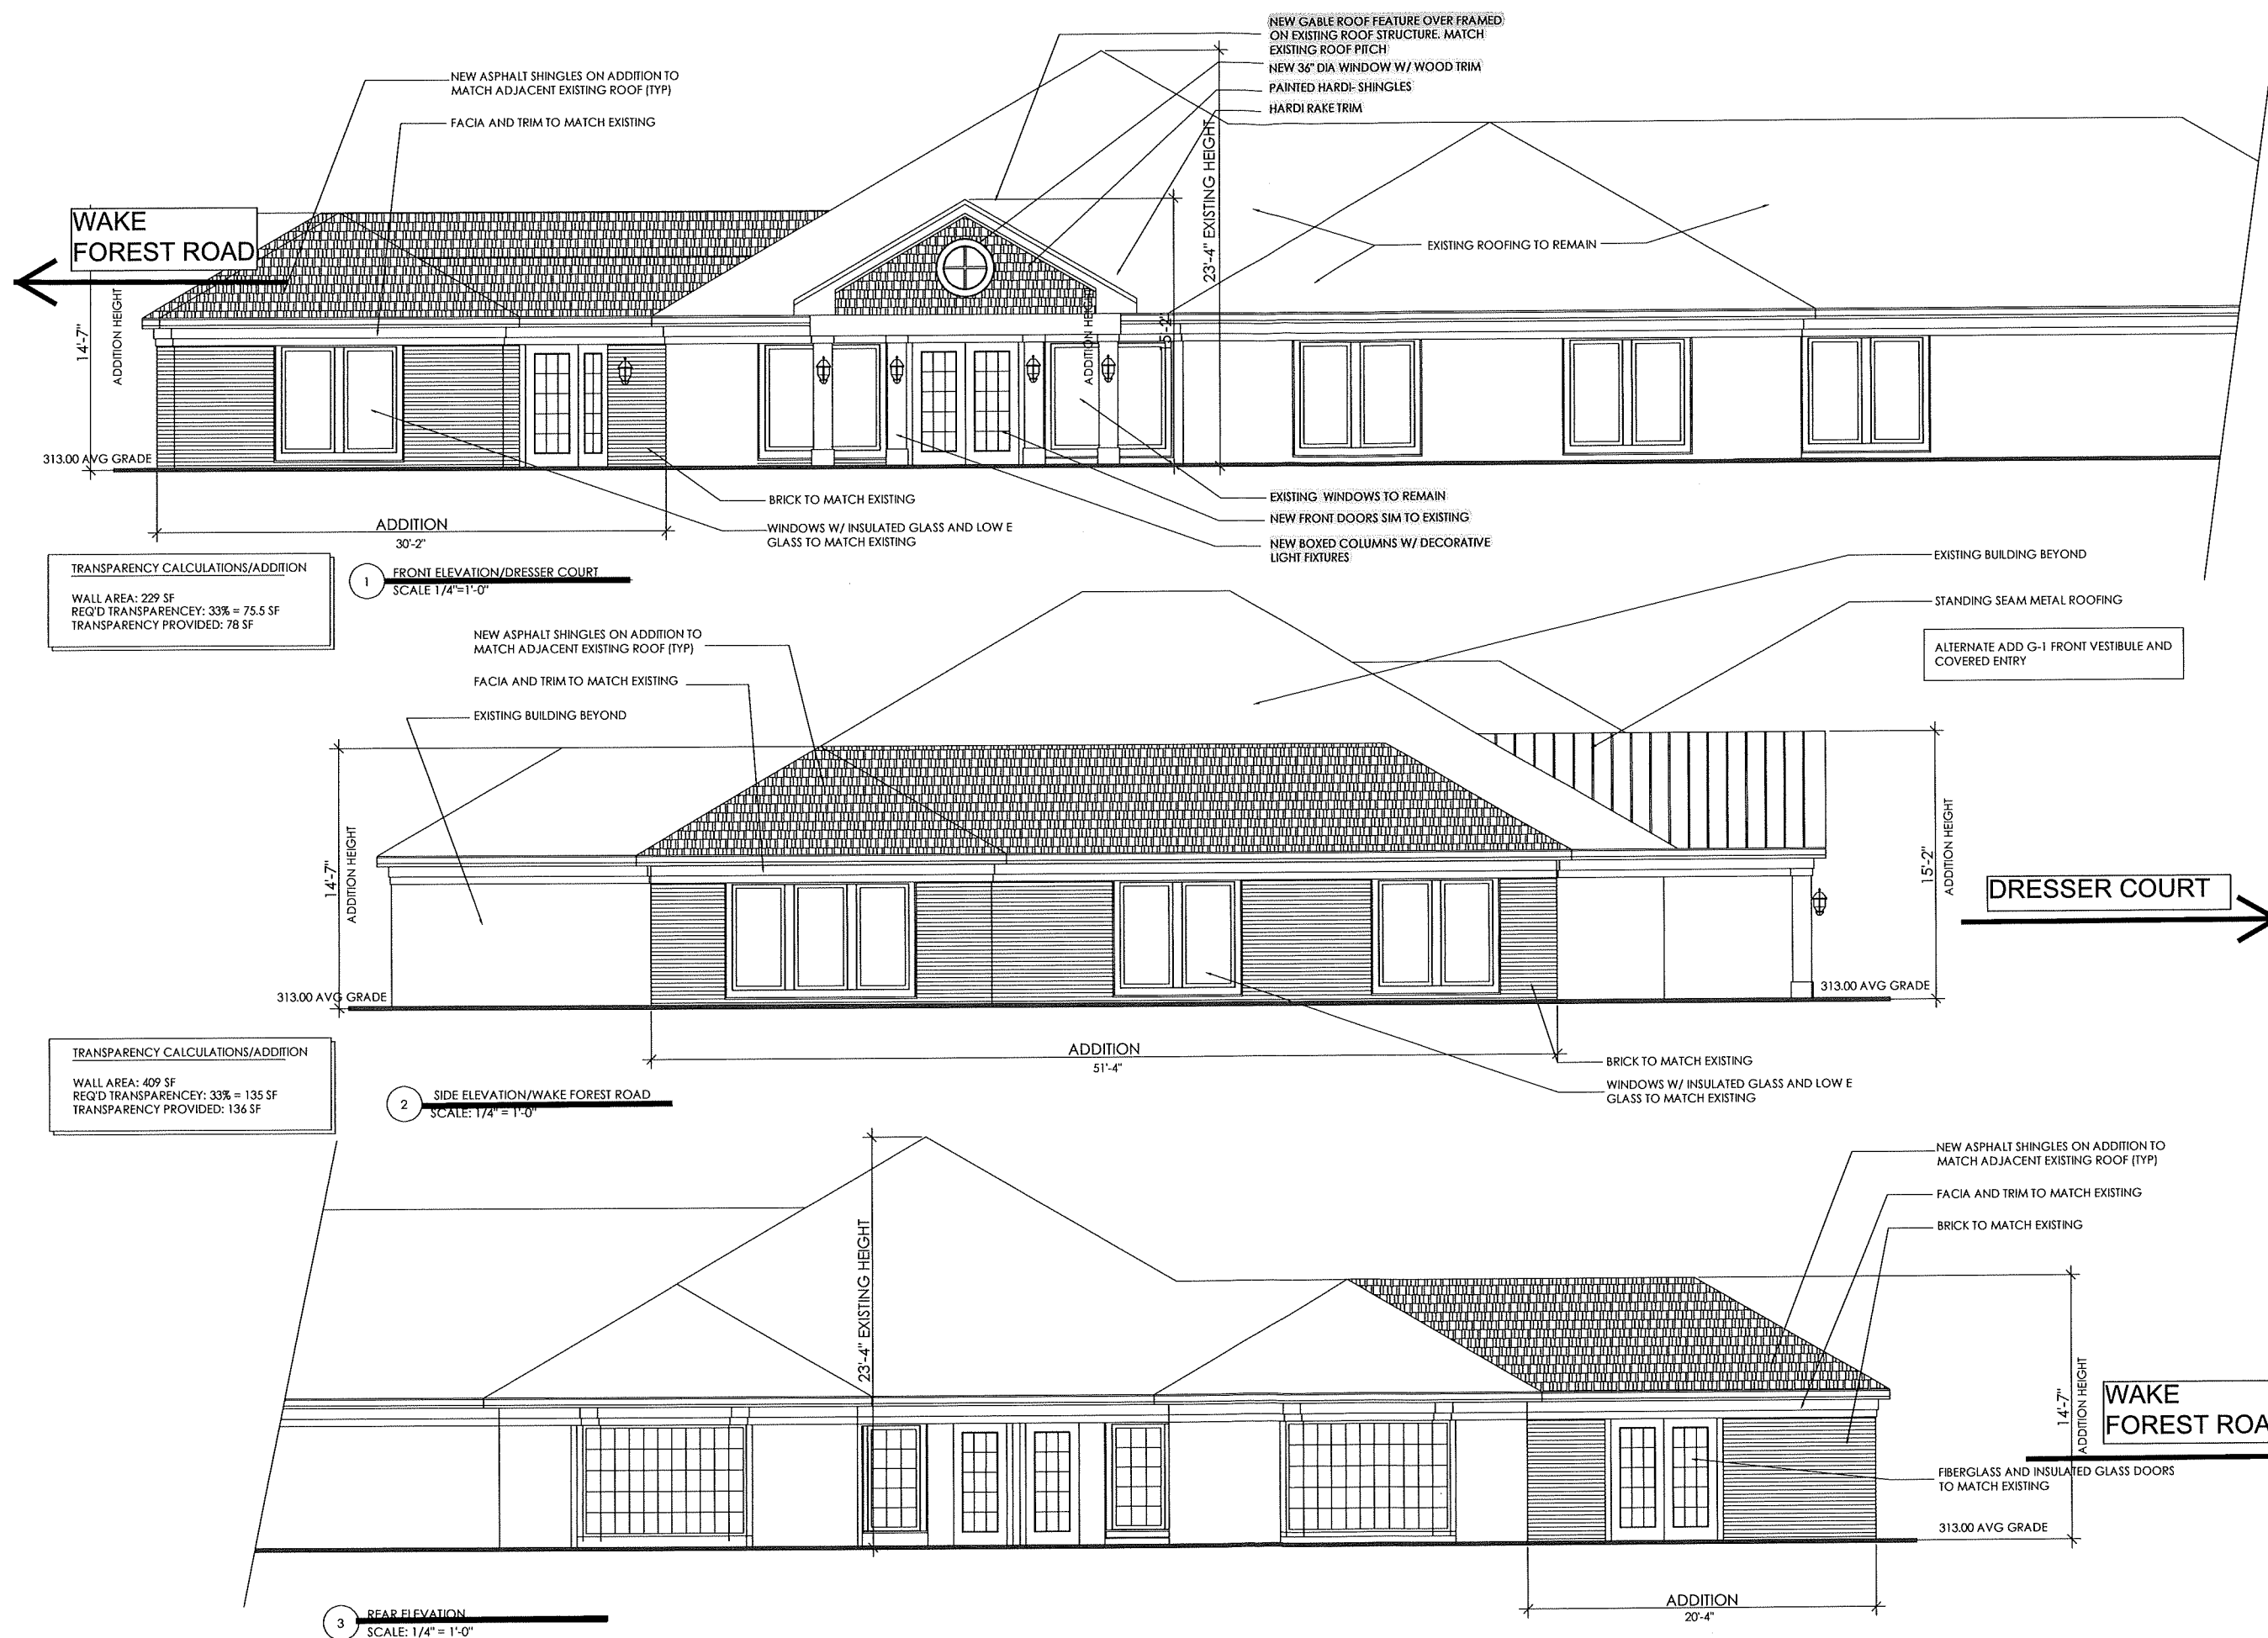 NEW GABLE ROOF FEATURE OVER FRAMED
ON EXISTING ROOF STRUCTURE. MATCH
EXISTING ROOF PITCH
NEW 36" DIA WINDOW W/ WOOD TRIM
PAINTED HARDI- SHINGLES
HARDI RAKE TRIM
NEW ASPHALT SHINGLES ON ADDITION TO
MATCH ADJACENT EXISTING ROOF (TYP)
FACIA AND TRIM TO MATCH EXISTING
WAKE
FOREST ROAD
14'-7"
ADDITION HEIGHT
23'-4" EXISTING HEIGHT
15'-2"
ADDITION HEIGHT
EXISTING ROOFING TO REMAIN
313.00 AVG GRADE
BRICK TO MATCH EXISTING
WINDOWS W/ INSULATED GLASS AND LOW E
GLASS TO MATCH EXISTING
EXISTING WINDOWS TO REMAIN
NEW FRONT DOORS SIM TO EXISTING
NEW BOXED COLUMNS W/ DECORATIVE
LIGHT FIXTURES
ADDITION
30'-2"
TRANSPARENCY CALCULATIONS/ADDITION
WALL AREA: 229 SF
REQ'D TRANSPARENCEY: 33% = 75.5 SF
TRANSPARENCY PROVIDED: 78 SF
1
FRONT ELEVATION/DRESSER COURT
SCALE 1/4"=1'-0"
EXISTING BUILDING BEYOND
STANDING SEAM METAL ROOFING
ALTERNATE ADD G-1 FRONT VESTIBULE AND
COVERED ENTRY
NEW ASPHALT SHINGLES ON ADDITION TO
MATCH ADJACENT EXISTING ROOF (TYP)
FACIA AND TRIM TO MATCH EXISTING
EXISTING BUILDING BEYOND
14'-7"
ADDITION HEIGHT
15'-2"
ADDITION HEIGHT
DRESSER COURT
313.00 AVG GRADE
313.00 AVG GRADE
ADDITION
51'-4"
BRICK TO MATCH EXISTING
WINDOWS W/ INSULATED GLASS AND LOW E
GLASS TO MATCH EXISTING
TRANSPARENCY CALCULATIONS/ADDITION
WALL AREA: 409 SF
REQ'D TRANSPARENCEY: 33% = 135 SF
TRANSPARENCY PROVIDED: 136 SF
2
SIDE ELEVATION/WAKE FOREST ROAD
SCALE: 1/4" = 1'-0"
NEW ASPHALT SHINGLES ON ADDITION TO
MATCH ADJACENT EXISTING ROOF (TYP)
FACIA AND TRIM TO MATCH EXISTING
BRICK TO MATCH EXISTING
23'-4" EXISTING HEIGHT
14'-7"
ADDITION HEIGHT
WAKE
FOREST ROA
FIBERGLASS AND INSULATED GLASS DOORS
TO MATCH EXISTING
313.00 AVG GRADE
ADDITION
20'-4"
3
REAR ELEVATION
SCALE: 1/4" = 1'-0"